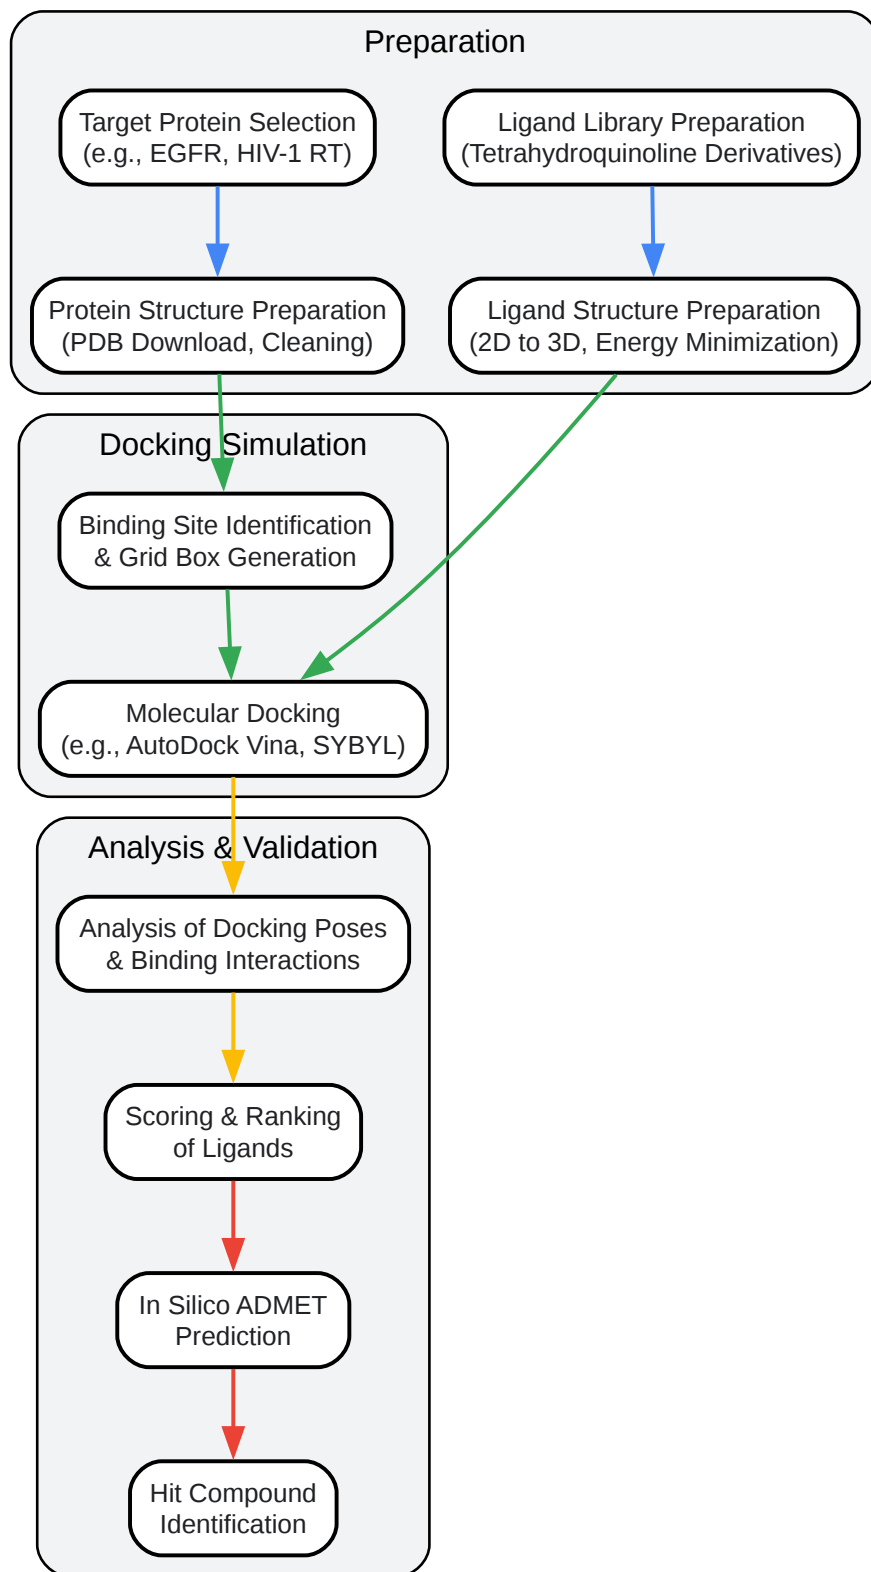 Preparation
Target Protein Selection
(e.g., EGFR, HIV-1 RT)
Ligand Library Preparation
(Tetrahydroquinoline Derivatives)
Protein Structure Preparation
(PDB Download, Cleaning)
Ligand Structure Preparation
(2D to 3D, Energy Minimization)
Docking Simulation
Binding Site Identification
& Grid Box Generation
Molecular Docking
(e.g., AutoDock Vina, SYBYL)
Analysis & Validation
Analysis of Docking Poses
& Binding Interactions
Scoring & Ranking
of Ligands
In Silico ADMET
Prediction
Hit Compound
Identification